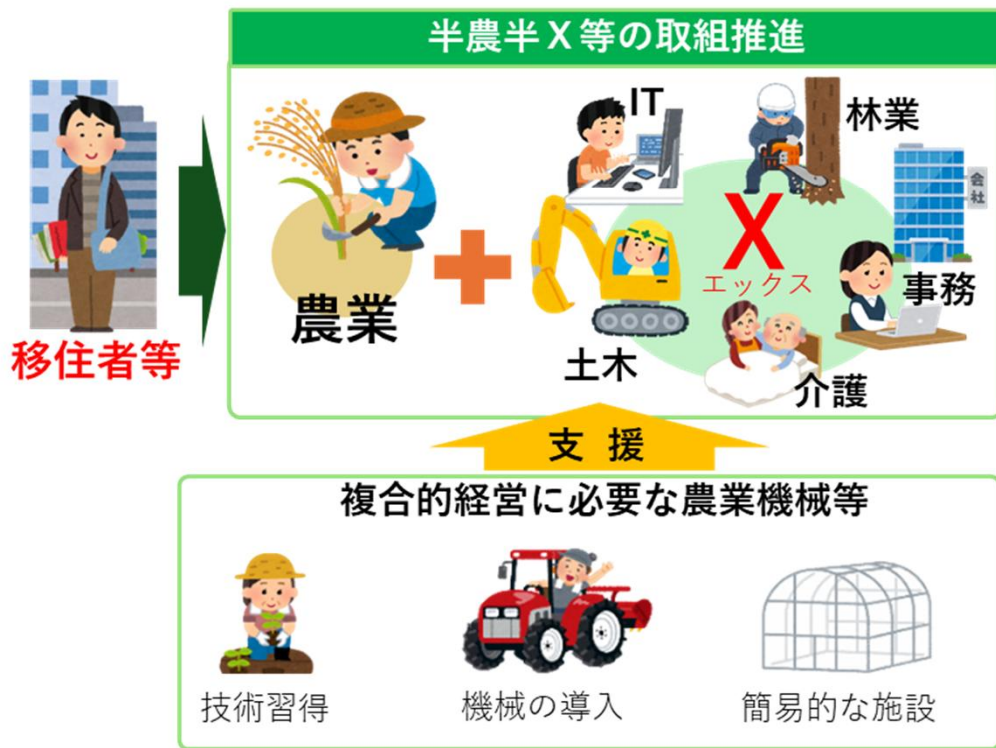 半農半X等の取組推進
IT
林業
会社
農業
X
エックス
事務
土木
介護
移住者等
支 援
複合的経営に必要な農業機械等
技術習得
機械の導入
簡易的な施設